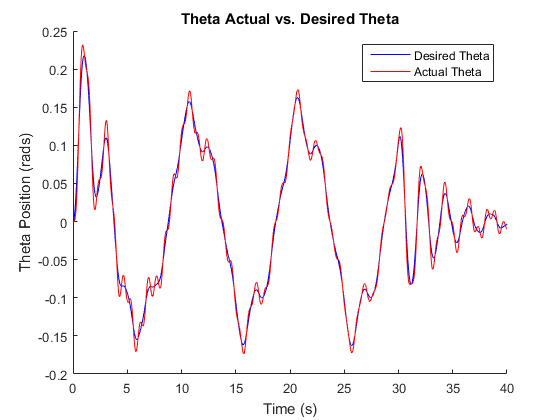 Theta Actual vs. Desired Theta
0.25
0.2
0.15
0.1
0.05
0
-0.05
-0.1
-0.15
-0.2
Theta Position (rads)
Desired Theta
Actual Theta
0 5 10 15 20 25 30 35 40
Time (s)